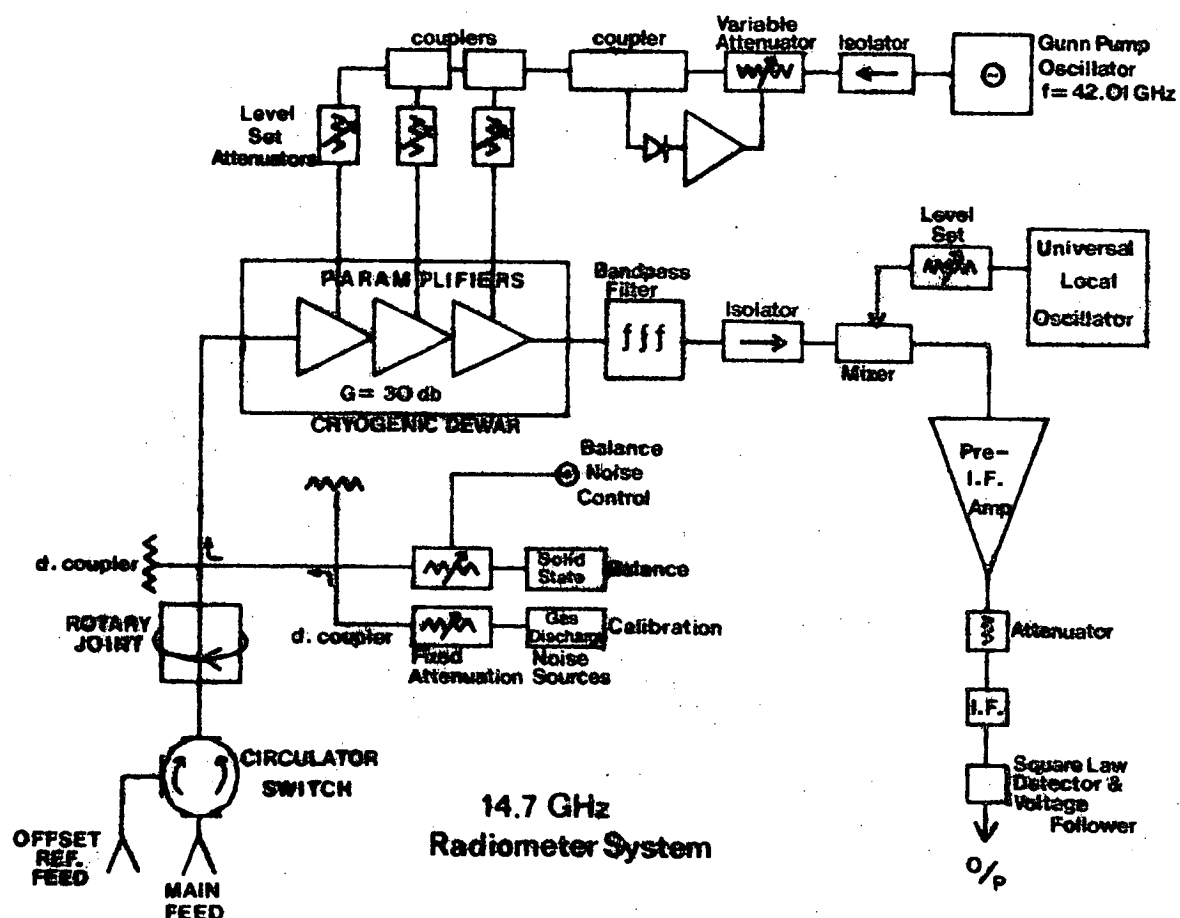 couplers
coupler
Variable
Attenuator
Isolator
Gunn Pump
Oscillator
f= 42.01 GHz
Level
Set
Attenuators
Level
Set
Universal
Local
Oscillator
PARAMPLIFIERS
Bandpass
Filter
Isolator
fff
Mixer
G= 30 db
CRYOGENIC DEWAR
Balance
Noise
Control
Pre-
I.F.
Amp
d. coupler
Solid
State
Balance
ROTARY
JOINT
d. coupler
Gas
Discharge
Calibration
Attenuator
Fixed
Attenuation
Noise
Sources
I.F.
CIRCULATOR
SWITCH
Square Law
Detector &
Voltage
Follower
14.7 GHz
Radiometer System
OFFSET
REF.
FEED
MAIN
FEED
O/P